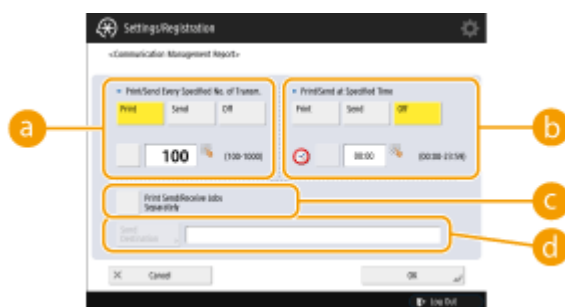 Settings/Registration
<Communication Management Report>
Print/Send Every Specified No. of Transm.
Print Send Off
100 (100-1000)
Print/Send at Specified Time
Print Send Off
00:00 (00:00-23:59)
Print Send/Receive Jobs
Separately
Send
Destination
Cancel
OK
Log Out
a
b
c
d